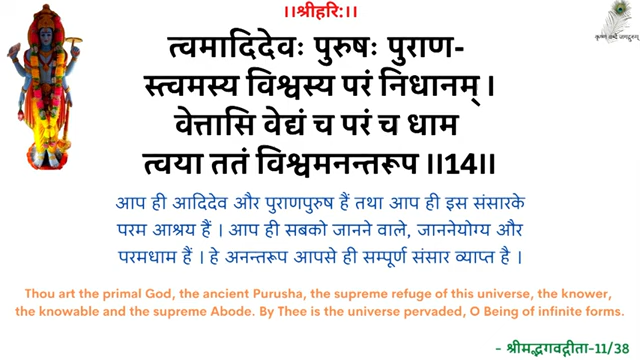 ।।श्रीहरि:।।
कृष्णं वन्दे जगद्गुरुम्
त्वमादिदेवः पुरुषः पुराण-
स्त्वमस्य विश्वस्य परं निधानम् ।
वेत्तासि वेद्यं च परं च धाम
त्वया ततं विश्वमनन्तरूप ।।14।।
आप ही आदिदेव और पुराणपुरुष हैं तथा आप ही इस संसारके
परम आश्रय हैं । आप ही सबको जानने वाले, जाननेयोग्य और
परमधाम हैं । हे अनन्तरूप आपसे ही सम्पूर्ण संसार व्याप्त है ।
Thou art the primal God, the ancient Purusha, the supreme refuge of this universe, the knower,
the knowable and the supreme Abode. By Thee is the universe pervaded, O Being of infinite forms.
- श्रीमद्भगवद्गीता-11/38